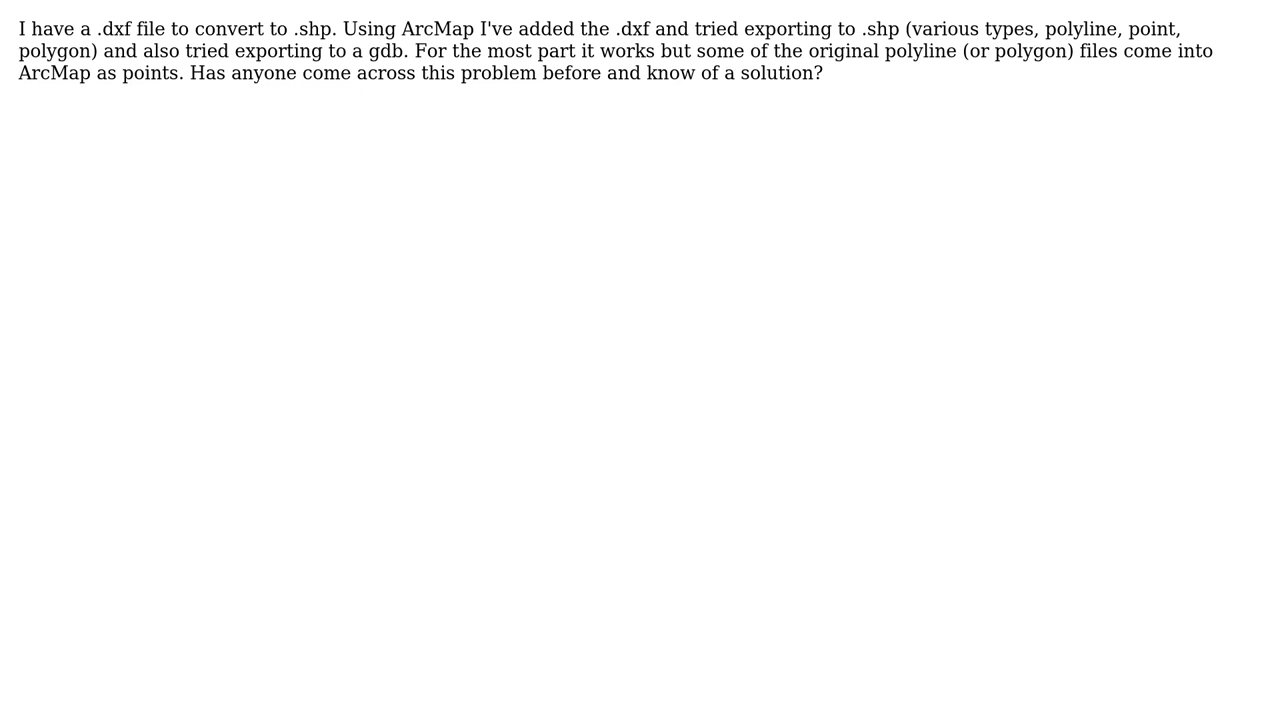 I have a .dxf file to convert to .shp. Using ArcMap I've added the .dxf and tried exporting to .shp (various types, polyline, point,
polygon) and also tried exporting to a gdb. For the most part it works but some of the original polyline (or polygon) files come into
ArcMap as points. Has anyone come across this problem before and know of a solution?